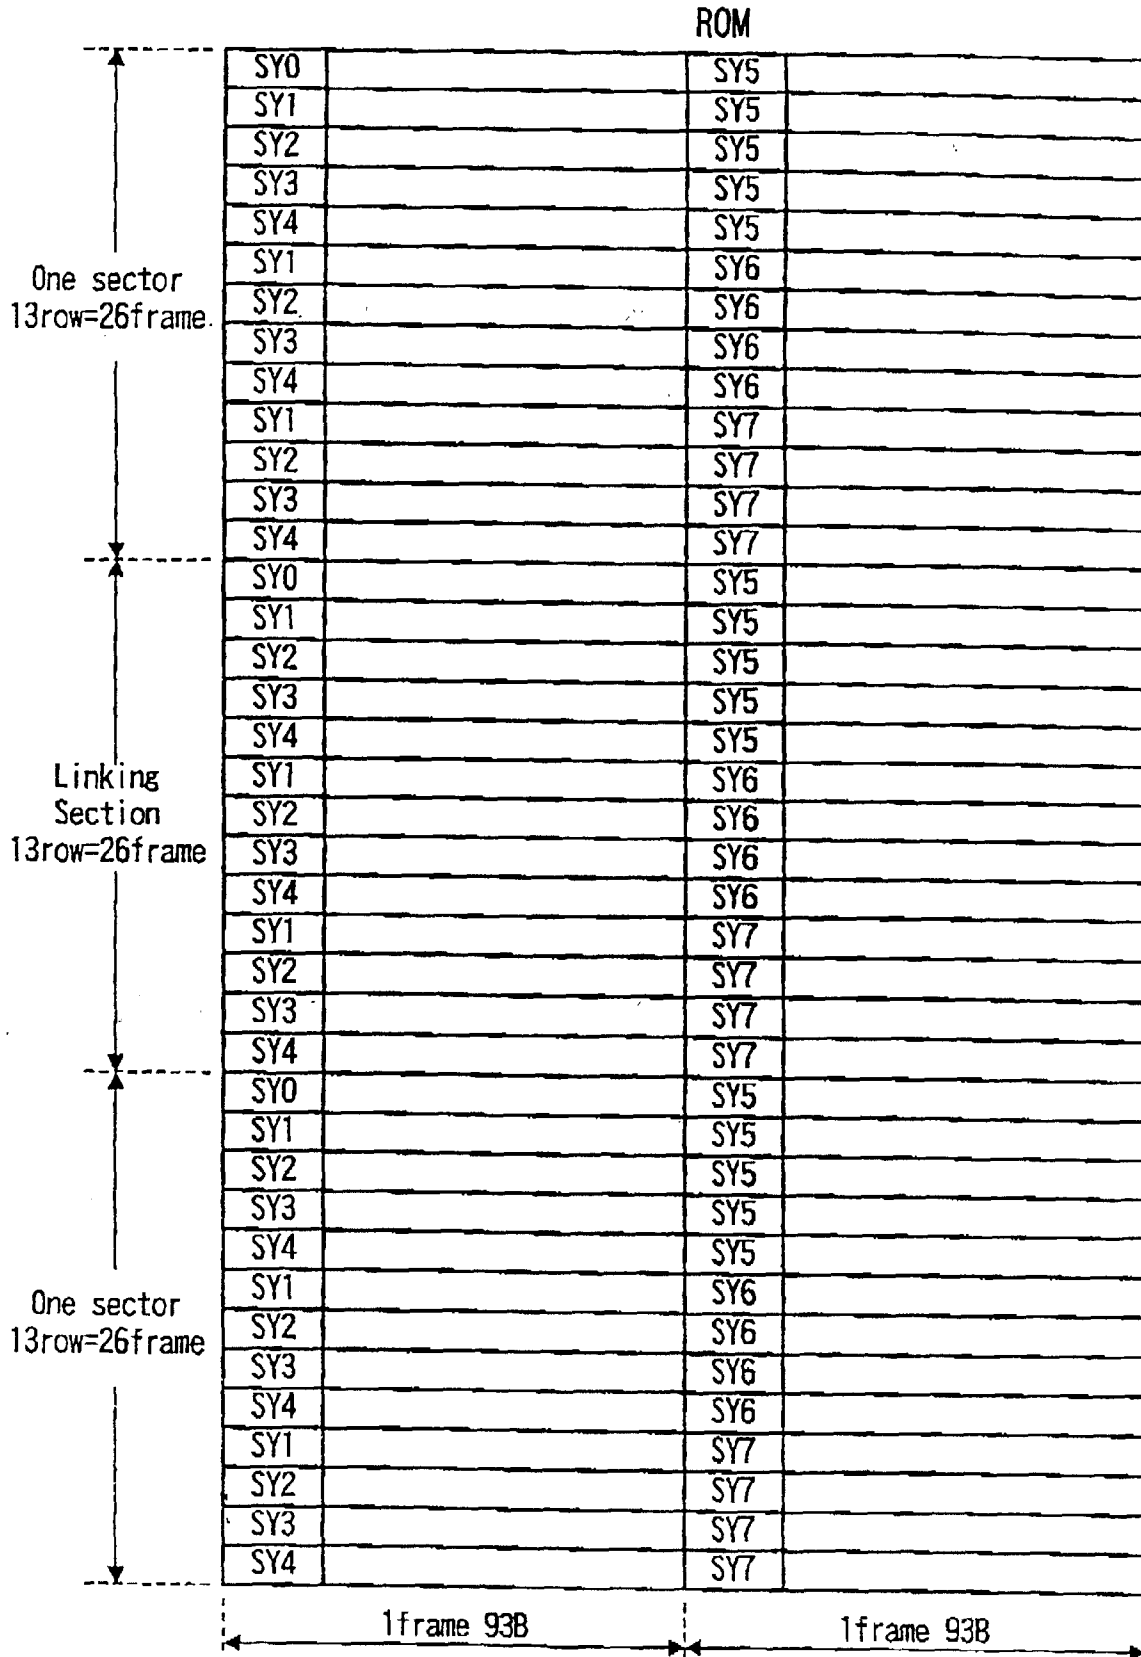 ROM
SY0 SY5
SY1 SY5
SY2 SY5
SY3 SY5
SY4 SY5
SY1 SY6
One sector
SY2 SY6
13row=26frame.
SY3 SY6
SY4 SY6
SY1 SY7
SY2 SY7
SY3 SY7
SY4 SY7
SY0 SY5
SY1 SY5
SY2 SY5
SY3 SY5
SY4 SY5
SY1 SY6
Linking
SY2 SY6
Section
SY3 SY6
13row=26frame
SY4 SY6
SY1 SY7
SY2 SY7
SY3 SY7
SY4 SY7
SY0 SY5
SY1 SY5
SY2 SY5
SY3 SY5
SY4 SY5
SY1 SY6
One sector
SY2 SY6
13row=26frame
SY3 SY6
SY4 SY6
SY1 SY7
SY2 SY7
SY3 SY7
SY4 SY7
1frame 93B 1frame 93B